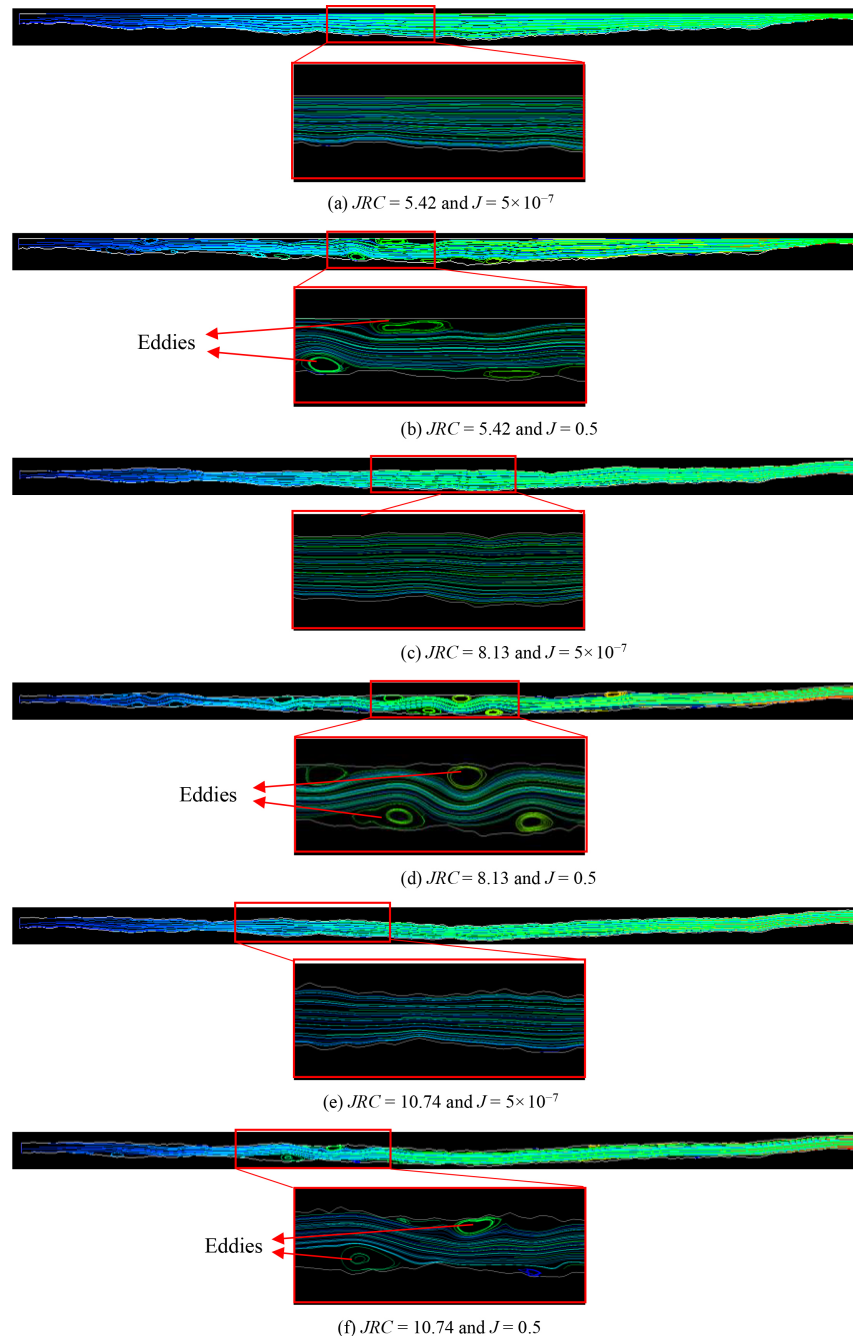 (a) JRC = 5.42 and J = 5×10⁻⁷
Eddies
(b) JRC = 5.42 and J = 0.5
(c) JRC = 8.13 and J = 5×10⁻⁷
Eddies
(d) JRC = 8.13 and J = 0.5
(e) JRC = 10.74 and J = 5×10⁻⁷
Eddies
(f) JRC = 10.74 and J = 0.5